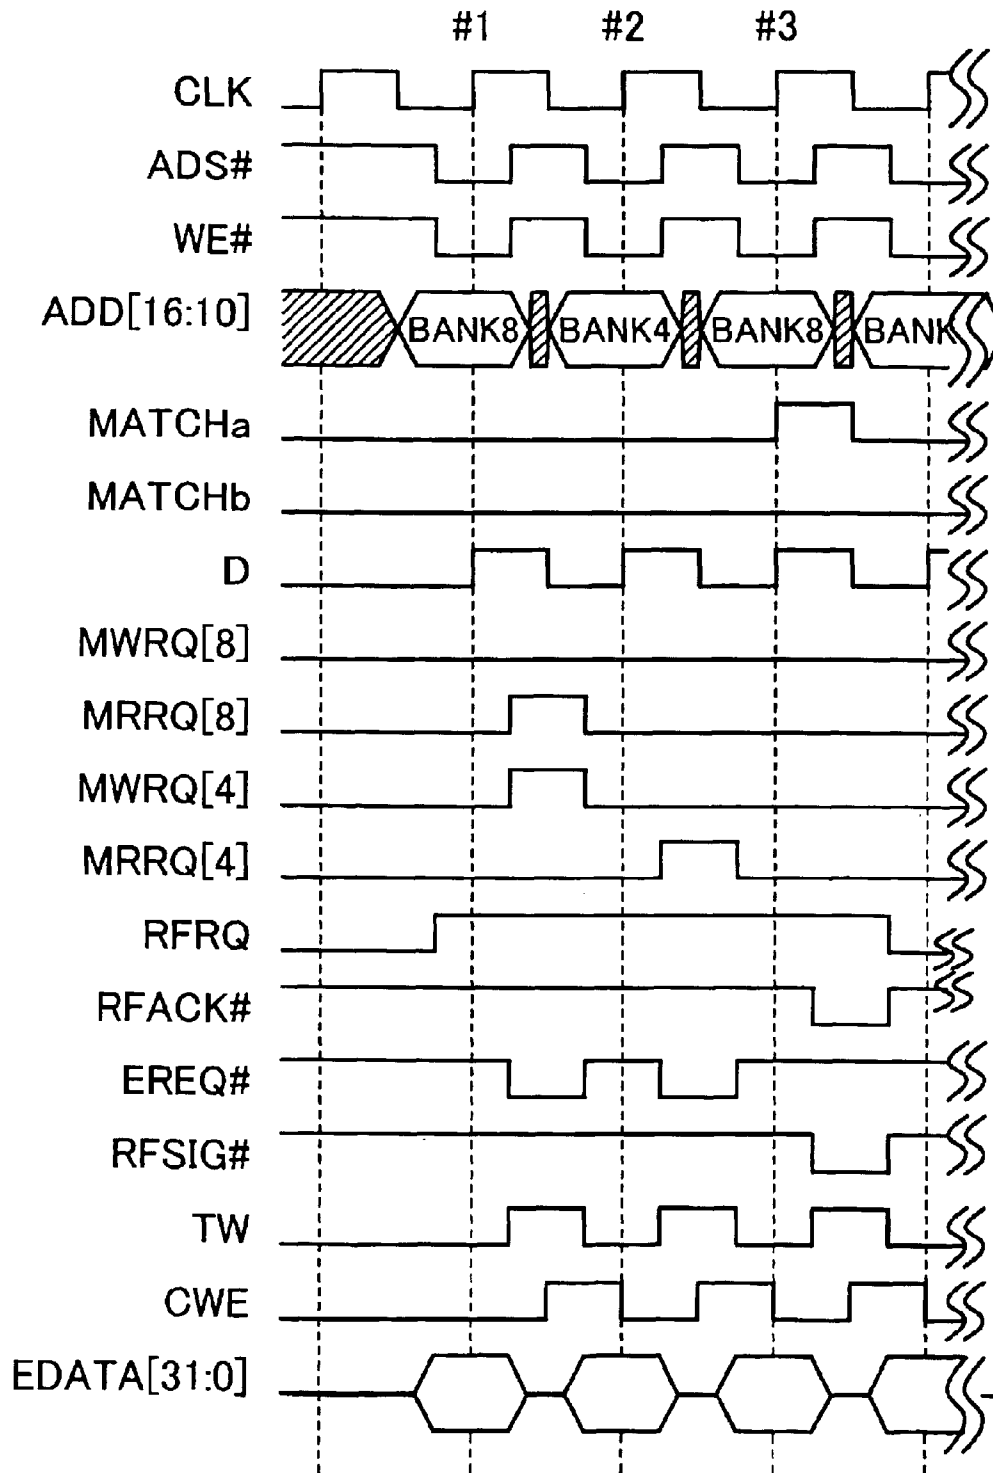 #1 #2 #3
CLK
ADS#
WE#
ADD[16:10] BANK8 BANK4 BANK8 BANK
MATCHa
MATCHb
D
MWRQ[8]
MRRQ[8]
MWRQ[4]
MRRQ[4]
RFRQ
RFACK#
EREQ#
RFSIG#
TW
CWE
EDATA[31:0]